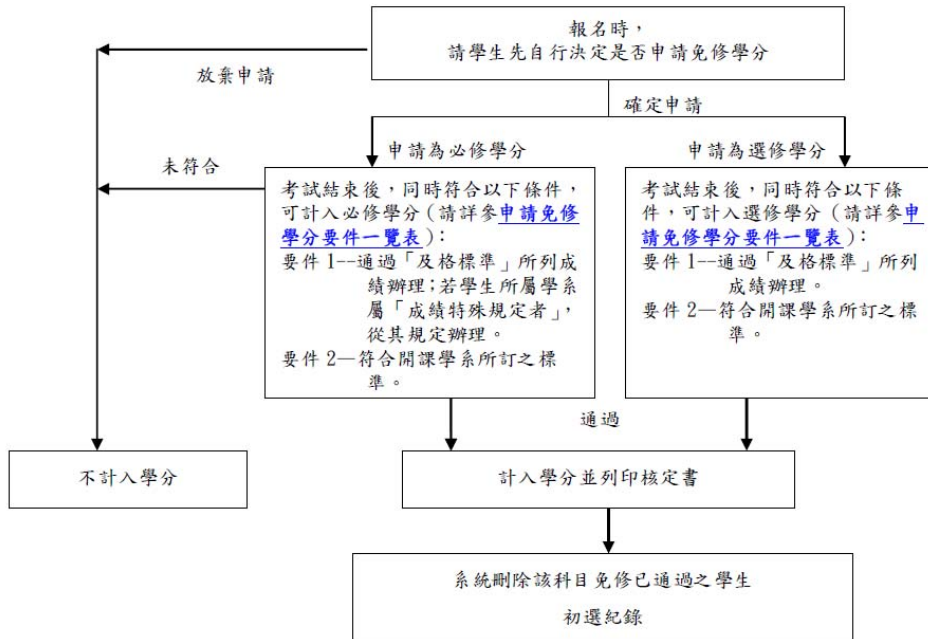 報名時，
請學生先自行決定是否申請免修學分
放棄申請
確定申請
申請為必修學分
申請為選修學分
未符合
考試結束後，同時符合以下條件，
可計入必修學分（請詳參申請免修
學分要件一覽表）：
要件 1--通過「及格標準」所列成
績辦理；若學生所屬學系
屬「成績特殊規定者」，
從其規定辦理。
要件 2—符合開課學系所訂之標
準。
考試結束後，同時符合以下條
件，可計入選修學分（請詳參申
請免修學分要件一覽表）：
要件 1--通過「及格標準」所列
成績辦理。
要件 2—符合開課學系所訂之標
準。
通過
不計入學分
計入學分並列印核定書
系統刪除該科目免修已通過之學生
初選紀錄